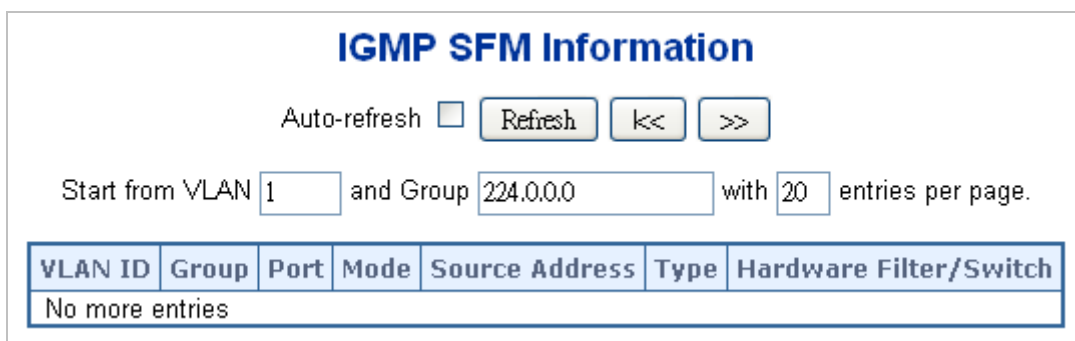 IGMP SFM Information
Auto-refresh Refresh |<< >>
Start from VLAN 1 and Group 224.0.0.0 with 20 entries per page.
VLAN ID Group Port Mode Source Address Type Hardware Filter/Switch
No more entries